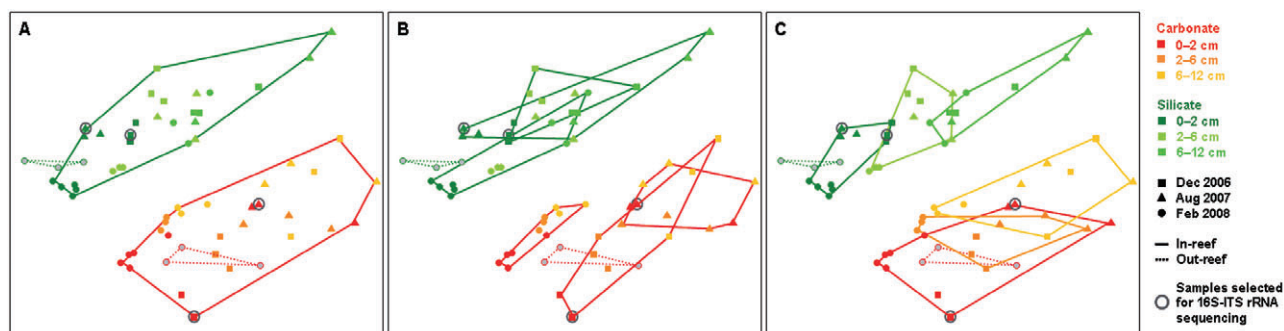 A
B
C
Carbonate
0–2 cm
2–6 cm
6–12 cm
Silicate
0–2 cm
2–6 cm
6–12 cm
Dec 2006
Aug 2007
Feb 2008
In-reef
Out-reef
Samples selected
for 16S-ITS rRNA
sequencing